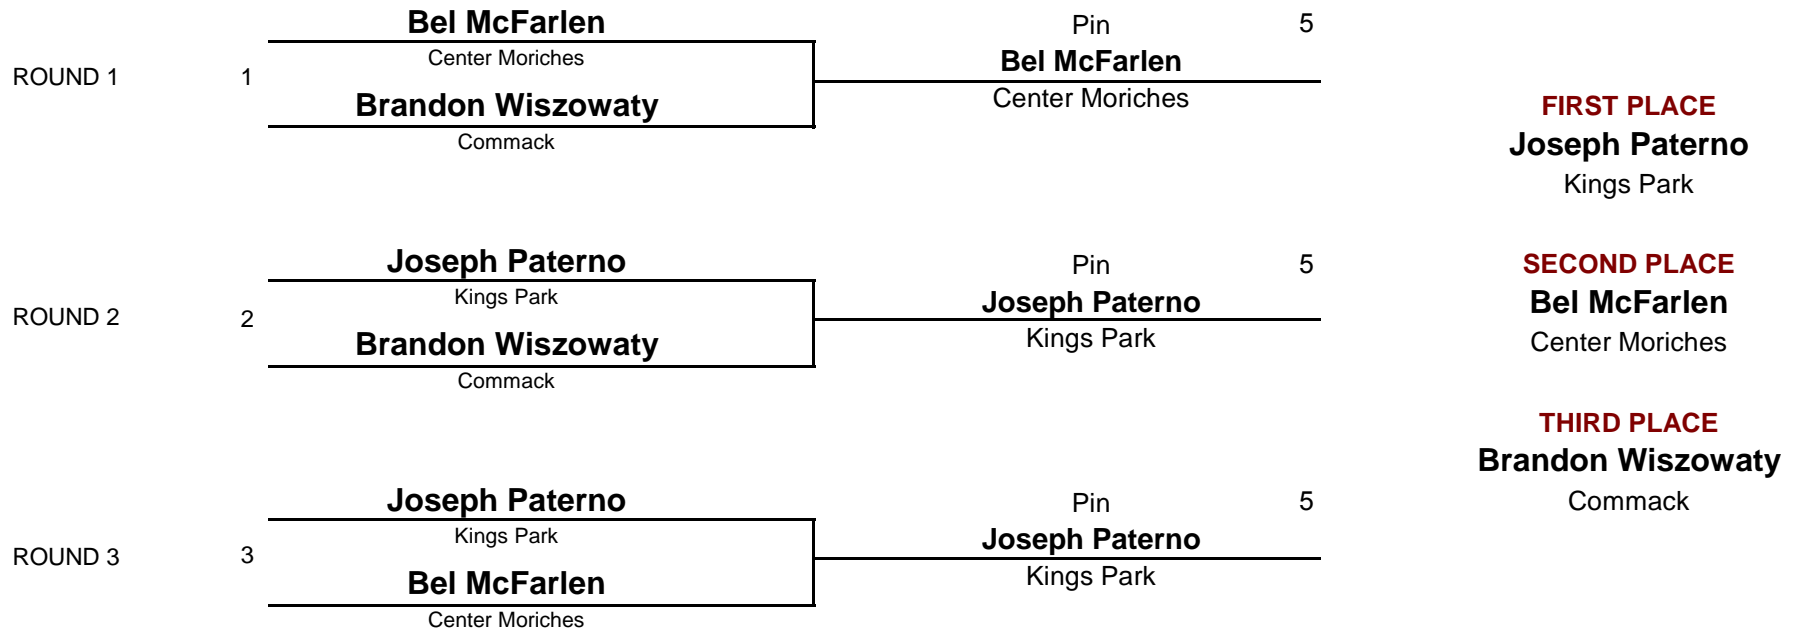 Bel McFarlen
Center Moriches
ROUND 1
1
Brandon Wiszowaty
Commack
Pin 5
Bel McFarlen
Center Moriches
Joseph Paterno
Kings Park
ROUND 2
2
Brandon Wiszowaty
Commack
Pin 5
Joseph Paterno
Kings Park
Joseph Paterno
Kings Park
ROUND 3
3
Bel McFarlen
Center Moriches
Pin 5
Joseph Paterno
Kings Park
FIRST PLACE
Joseph Paterno
Kings Park
SECOND PLACE
Bel McFarlen
Center Moriches
THIRD PLACE
Brandon Wiszowaty
Commack